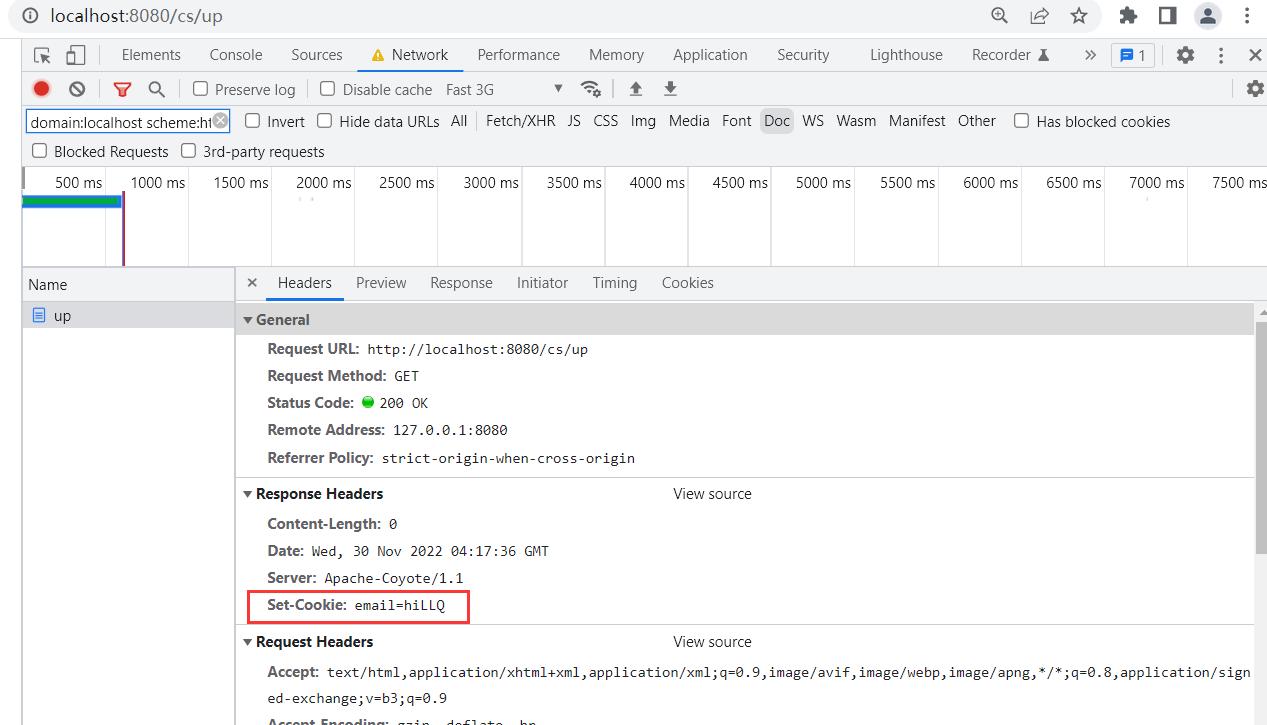 localhost:8080/cs/up
Elements Console Sources Network Performance Memory Application Security Lighthouse Recorder » 1
Preserve log Disable cache Fast 3G
domain:localhost scheme:ht Invert Hide data URLs All Fetch/XHR JS CSS Img Media Font Doc WS Wasm Manifest Other Has blocked cookies
Blocked Requests 3rd-party requests
500 ms 1000 ms 1500 ms 2000 ms 2500 ms 3000 ms 3500 ms 4000 ms 4500 ms 5000 ms 5500 ms 6000 ms 6500 ms 7000 ms 7500 ms
Name Headers Preview Response Initiator Timing Cookies
up
General
Request URL: http://localhost:8080/cs/up
Request Method: GET
Status Code: 200 OK
Remote Address: 127.0.0.1:8080
Referrer Policy: strict-origin-when-cross-origin
Response Headers View source
Content-Length: 0
Date: Wed, 30 Nov 2022 04:17:36 GMT
Server: Apache-Coyote/1.1
Set-Cookie: email=hiLLQ
Request Headers View source
Accept: text/html,application/xhtml+xml,application/xml;q=0.9,image/avif,image/webp,image/apng,*/*;q=0.8,application/sign
ed-exchange;v=b3;q=0.9
Accept-Encoding: gzip, deflate, br